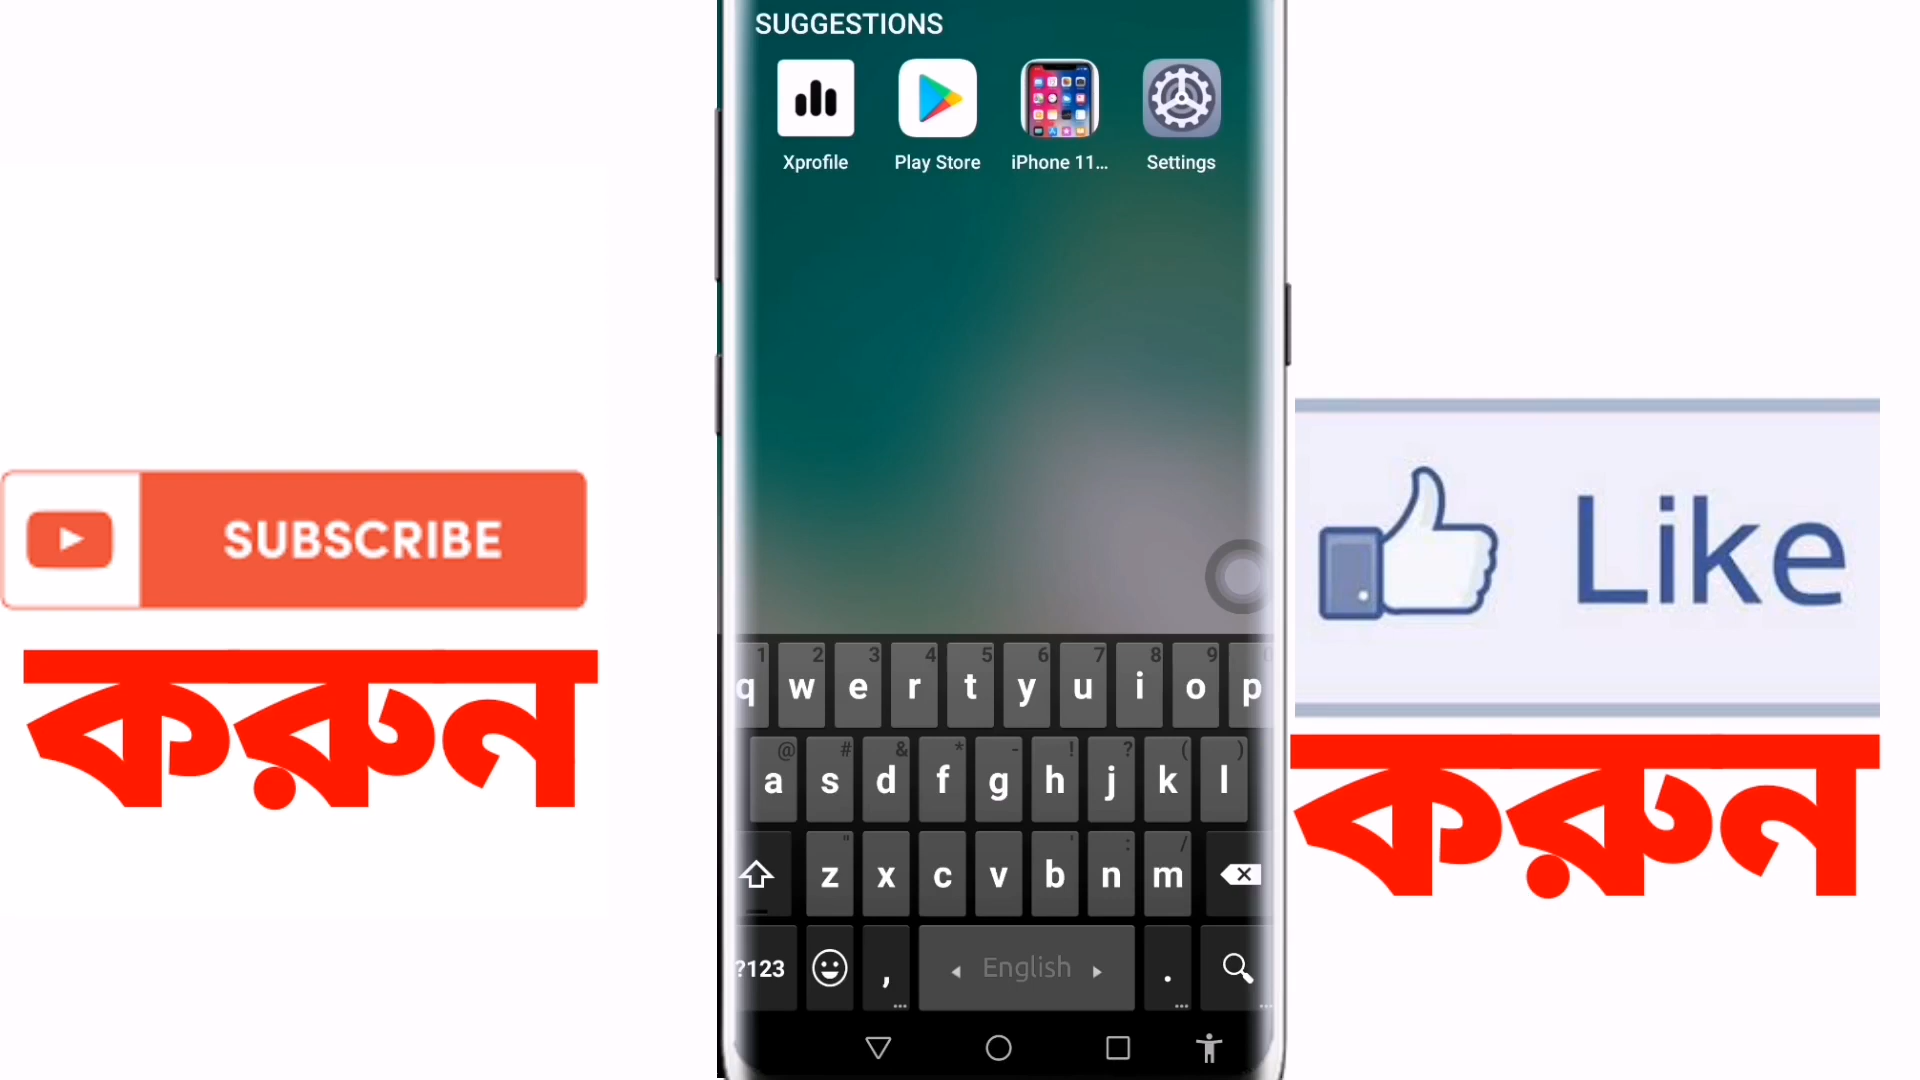 SUGGESTIONS
Xprofile Play Store iPhone 11... Settings
SUBSCRIBE
করুন
Like
করুন
1 2 3 4 5 6 7 8 9 0
q w e r t y u i o p
@ # & * - ! ? ( )
a s d f g h j k l
" ' : /
z x c v b n m
?123 , English .